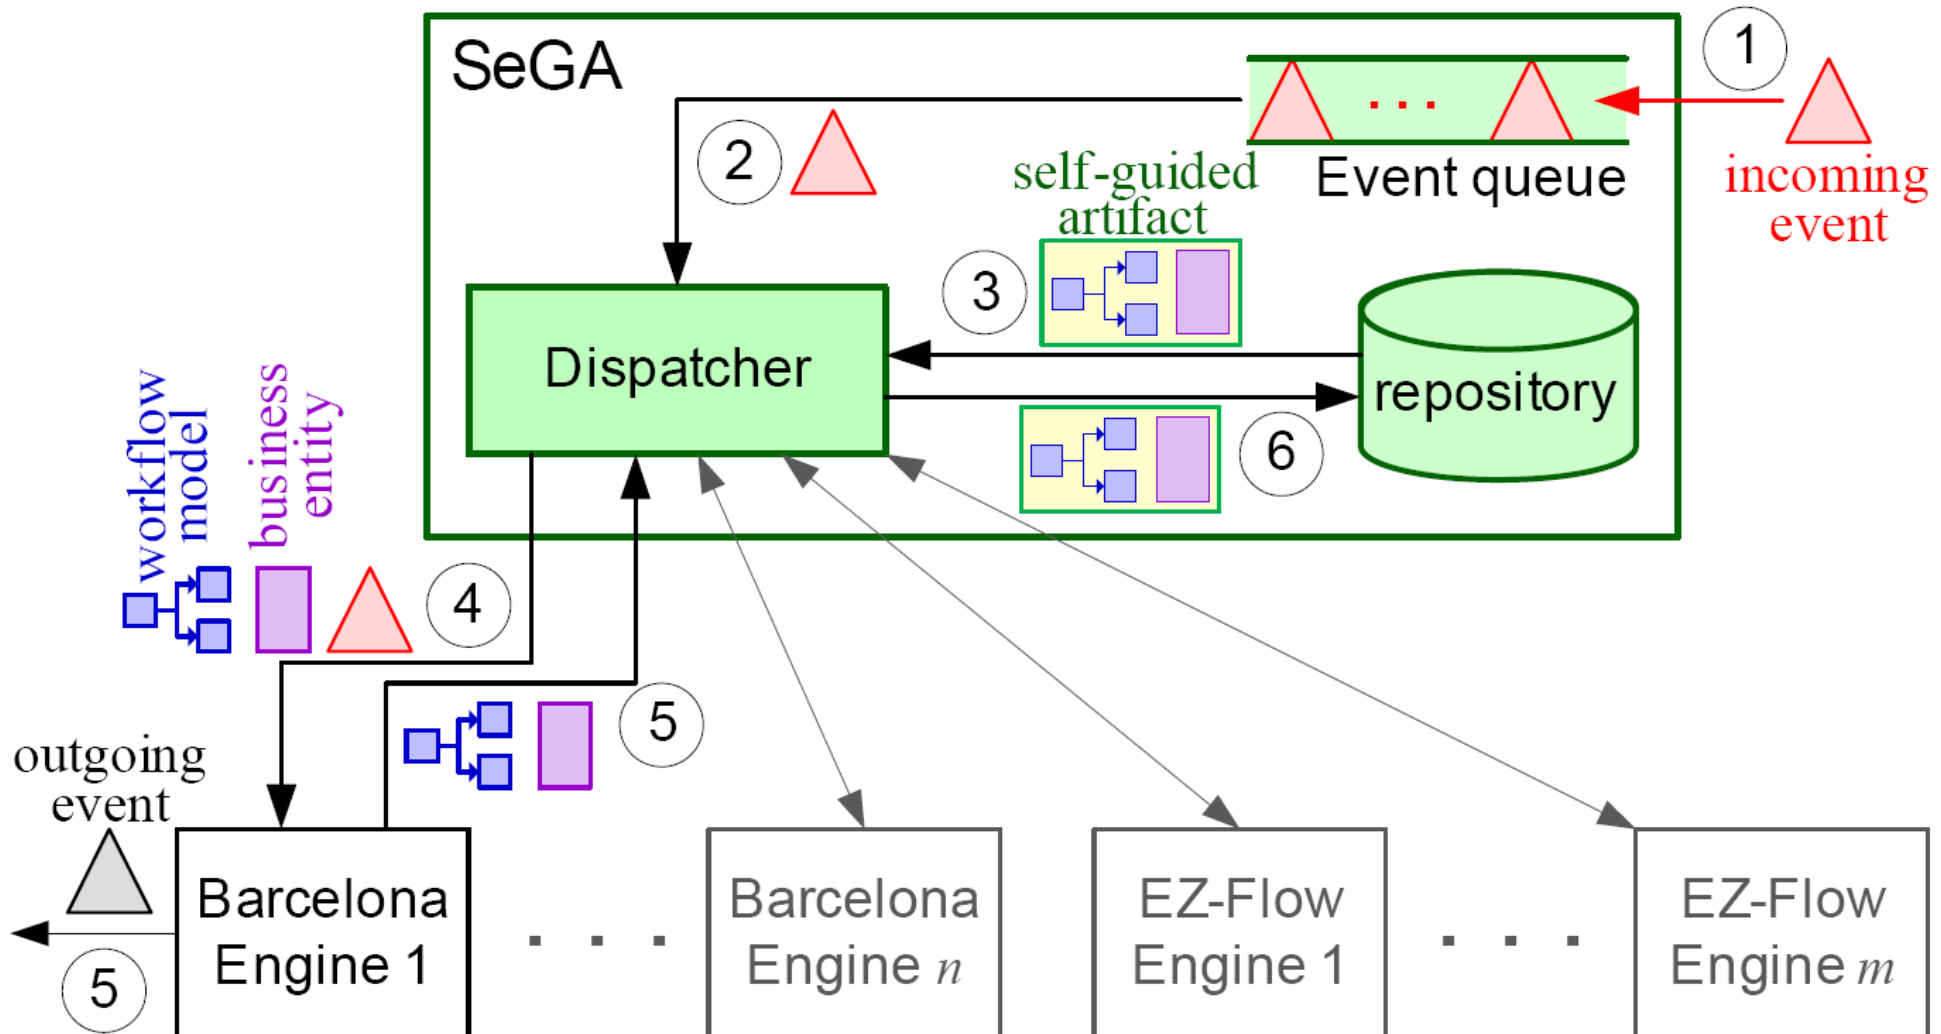 SeGA
1
incoming
event
. . .
Event queue
2
self-guided
artifact
3
Dispatcher
repository
6
workflow
model
business
entity
4
5
outgoing
event
5
Barcelona
Engine 1
. . .
Barcelona
Engine n
EZ-Flow
Engine 1
. . .
EZ-Flow
Engine m